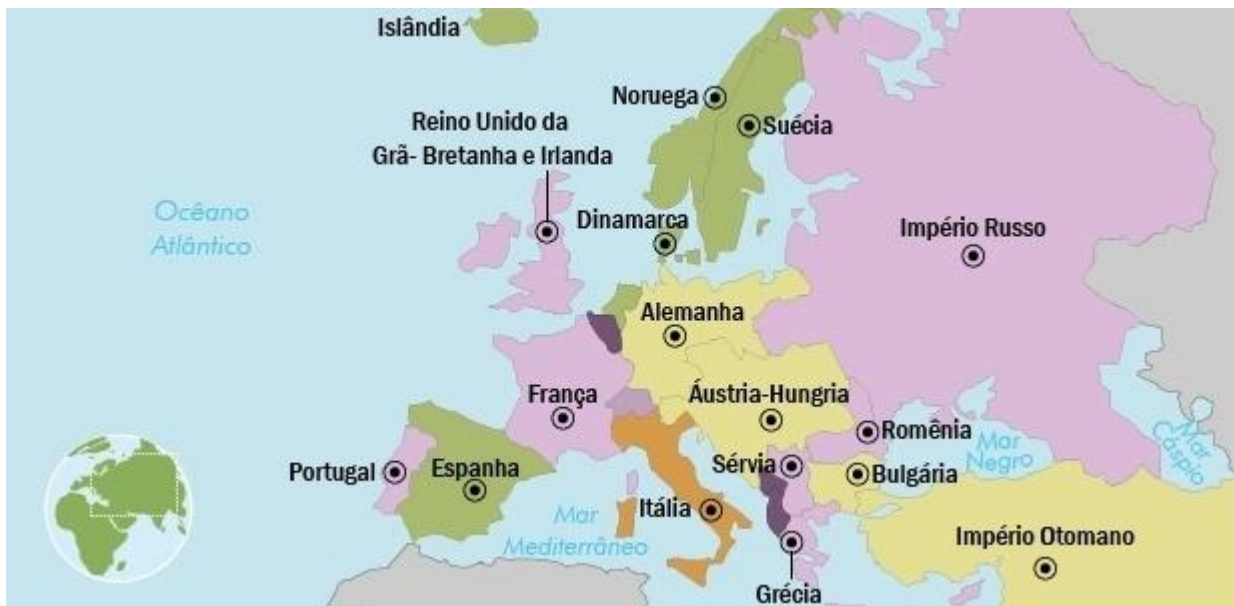 Islândia
Noruega
Suécia
Reino Unido da
Grã- Bretanha e Irlanda
Dinamarca
Ocêano
Atlântico
Império Russo
Alemanha
França
Áustria-Hungria
Romênia
Mar
Negro
Mar
Cáspio
Portugal
Espanha
Sérvia
Bulgária
Itália
Mar
Mediterrâneo
Império Otomano
Grécia